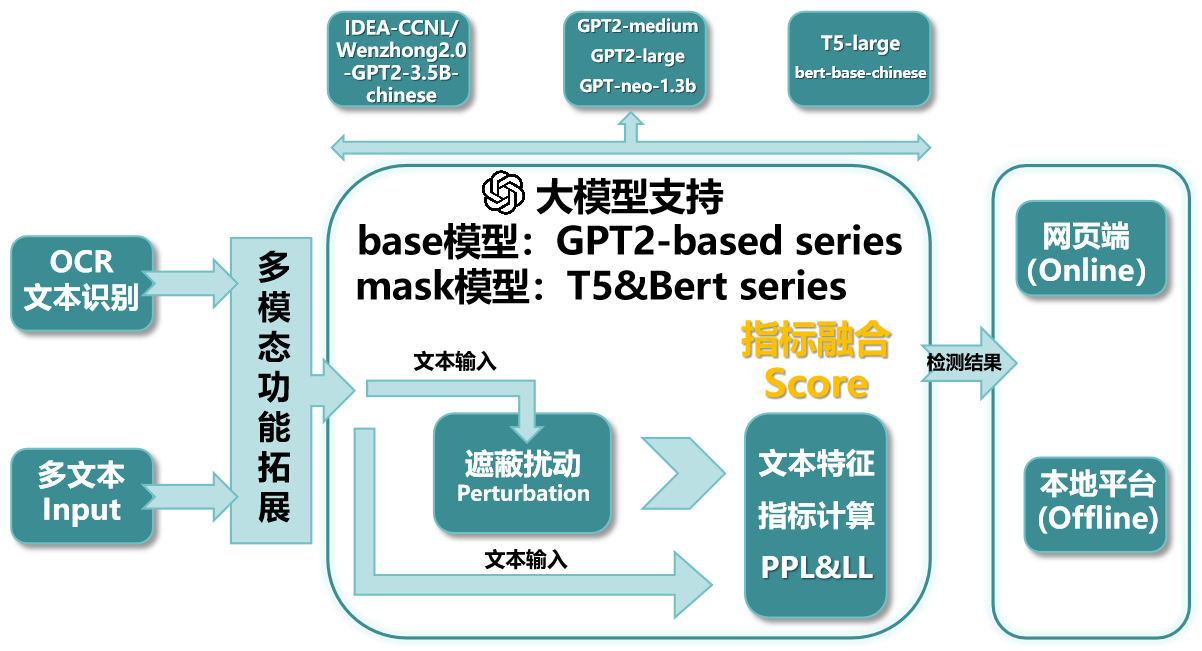 IDEA-CCNL/
Wenzhong2.0
-GPT2-3.5B-
chinese
GPT2-medium
GPT2-large
GPT-neo-1.3b
T5-large
bert-base-chinese
大模型支持
base模型：GPT2-based series
mask模型：T5&Bert series
OCR
文本识别
多文本
Input
多模态功能拓展
文本输入
遮蔽扰动
Perturbation
文本输入
指标融合
Score
文本特征
指标计算
PPL&LL
检测结果
网页端
(Online）
本地平台
(Offline)